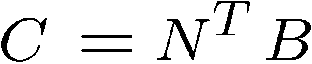 C = N^T B